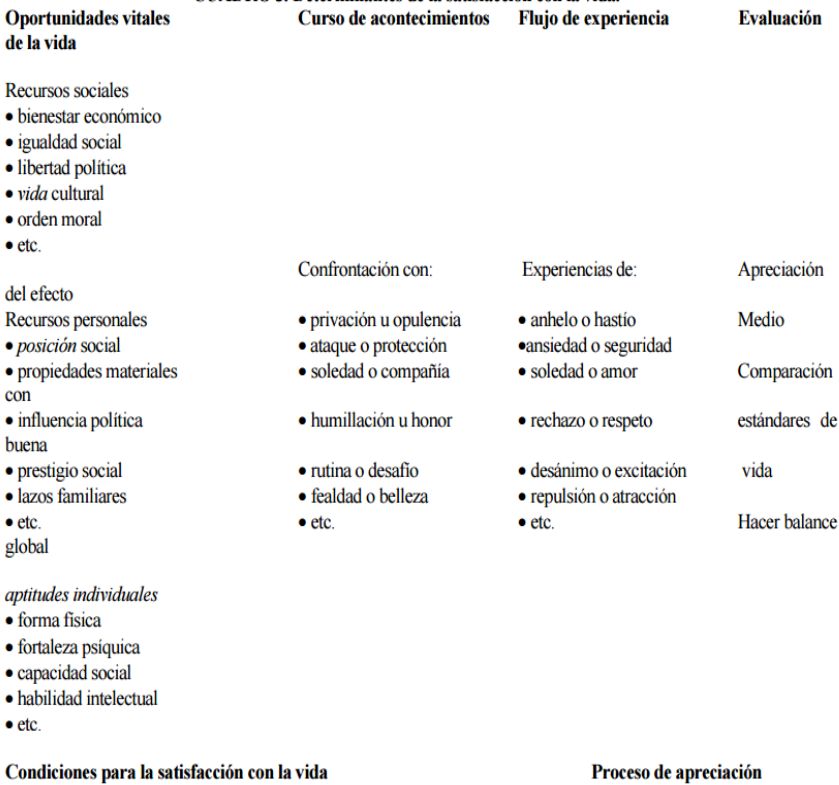 Oportunidades vitales Curso de acontecimientos Flujo de experiencia Evaluación
de la vida
Recursos sociales
• bienestar económico
• igualdad social
• libertad política
• vida cultural
• orden moral
• etc.
Confrontación con: Experiencias de: Apreciación
del efecto
Recursos personales • privación u opulencia • anhelo o hastío Medio
• posición social • ataque o protección •ansiedad o seguridad
• propiedades materiales • soledad o compañía • soledad o amor Comparación
con
• influencia política • humillación u honor • rechazo o respeto estándares de
buena
• prestigio social • rutina o desafío • desánimo o excitación vida
• lazos familiares • fealdad o belleza • repulsión o atracción
• etc. • etc. • etc. Hacer balance
global
aptitudes individuales
• forma física
• fortaleza psíquica
• capacidad social
• habilidad intelectual
• etc.
Condiciones para la satisfacción con la vida Proceso de apreciación